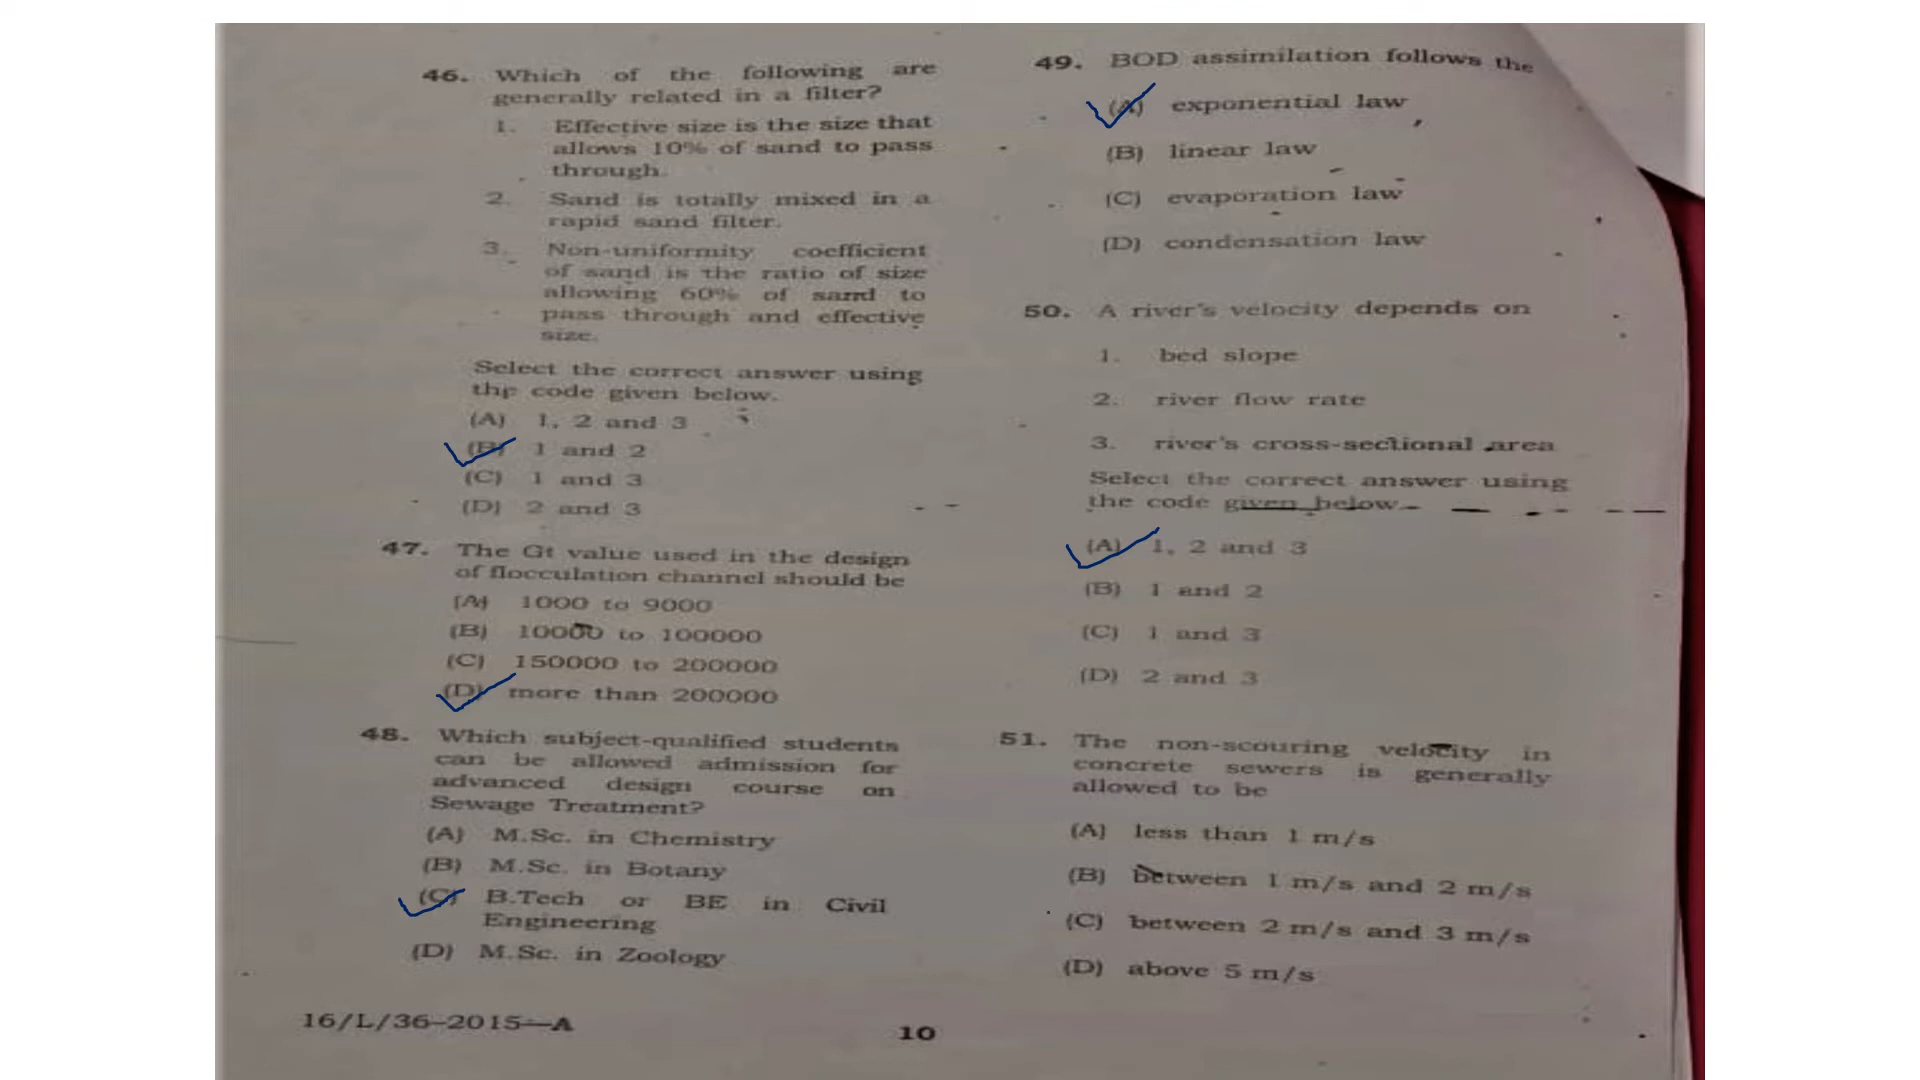 46. Which of the following are
generally related in a filter?
1. Effective size is the size that
allows 10% of sand to pass
through.
2. Sand is totally mixed in a
rapid sand filter.
3. Non-uniformity coefficient
of sand is the ratio of size
allowing 60% of sand to
pass through and effective
size.
Select the correct answer using
the code given below.
(A) 1, 2 and 3
(B) 1 and 2
(C) 1 and 3
(D) 2 and 3
47. The Gt value used in the design
of flocculation channel should be
(A) 1000 to 9000
(B) 10000 to 100000
(C) 150000 to 200000
(D) more than 200000
48. Which subject-qualified students
can be allowed admission for
advanced design course on
Sewage Treatment?
(A) M.Sc. in Chemistry
(B) M.Sc. in Botany
(C) B.Tech or BE in Civil
Engineering
(D) M.Sc. in Zoology
49. BOD assimilation follows the
(A) exponential law
(B) linear law
(C) evaporation law
(D) condensation law
50. A river's velocity depends on
1. bed slope
2. river flow rate
3. river's cross-sectional area
Select the correct answer using
the code given below.
(A) 1, 2 and 3
(B) 1 and 2
(C) 1 and 3
(D) 2 and 3
51. The non-scouring velocity in
concrete sewers is generally
allowed to be
(A) less than 1 m/s
(B) between 1 m/s and 2 m/s
(C) between 2 m/s and 3 m/s
(D) above 5 m/s
16/L/36–2015—A
10